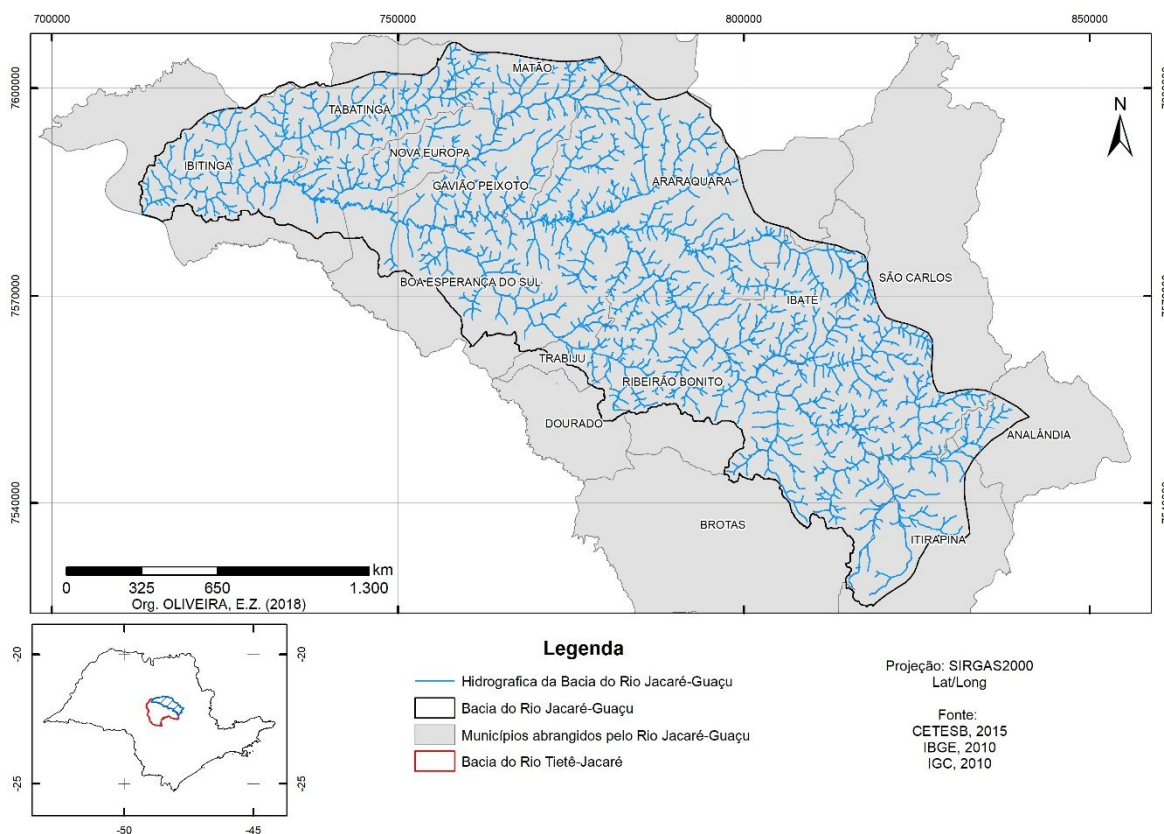 700000 750000 800000 850000
MATÃO
7600000
TABATINGA
N
NOVA EUROPA
IBITINGA
GAVIÃO PEIXOTO
ARARAQUARA
SÃO CARLOS
BOA ESPERANÇA DO SUL
7570000
IBATÉ
TRABIJU
RIBEIRÃO BONITO
DOURADO
ANALÂNDIA
7540000
BROTAS
ITIRAPINA
km
0 325 650 1.300
Org. OLIVEIRA, E.Z. (2018)
-20 -20
-25 -25
-50 -45
Legenda
Hidrografica da Bacia do Rio Jacaré-Guaçu
Bacia do Rio Jacaré-Guaçu
Municípios abrangidos pelo Rio Jacaré-Guaçu
Bacia do Rio Tietê-Jacaré
Projeção: SIRGAS2000
Lat/Long
Fonte:
CETESB, 2015
IBGE, 2010
IGC, 2010